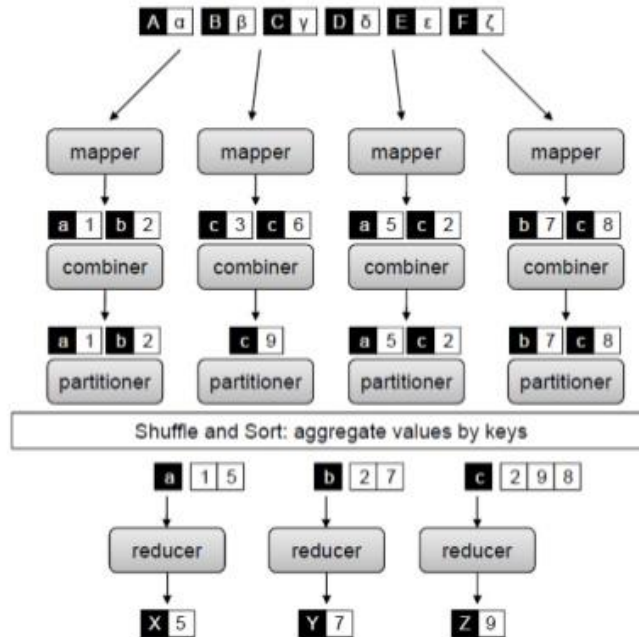 A α B β C γ D δ E ε F ζ
mapper mapper mapper mapper
a 1 b 2 c 3 c 6 a 5 c 2 b 7 c 8
combiner combiner combiner combiner
a 1 b 2 c 9 a 5 c 2 b 7 c 8
partitioner partitioner partitioner partitioner
Shuffle and Sort: aggregate values by keys
a 1 5 b 2 7 c 2 9 8
reducer reducer reducer
X 5 Y 7 Z 9